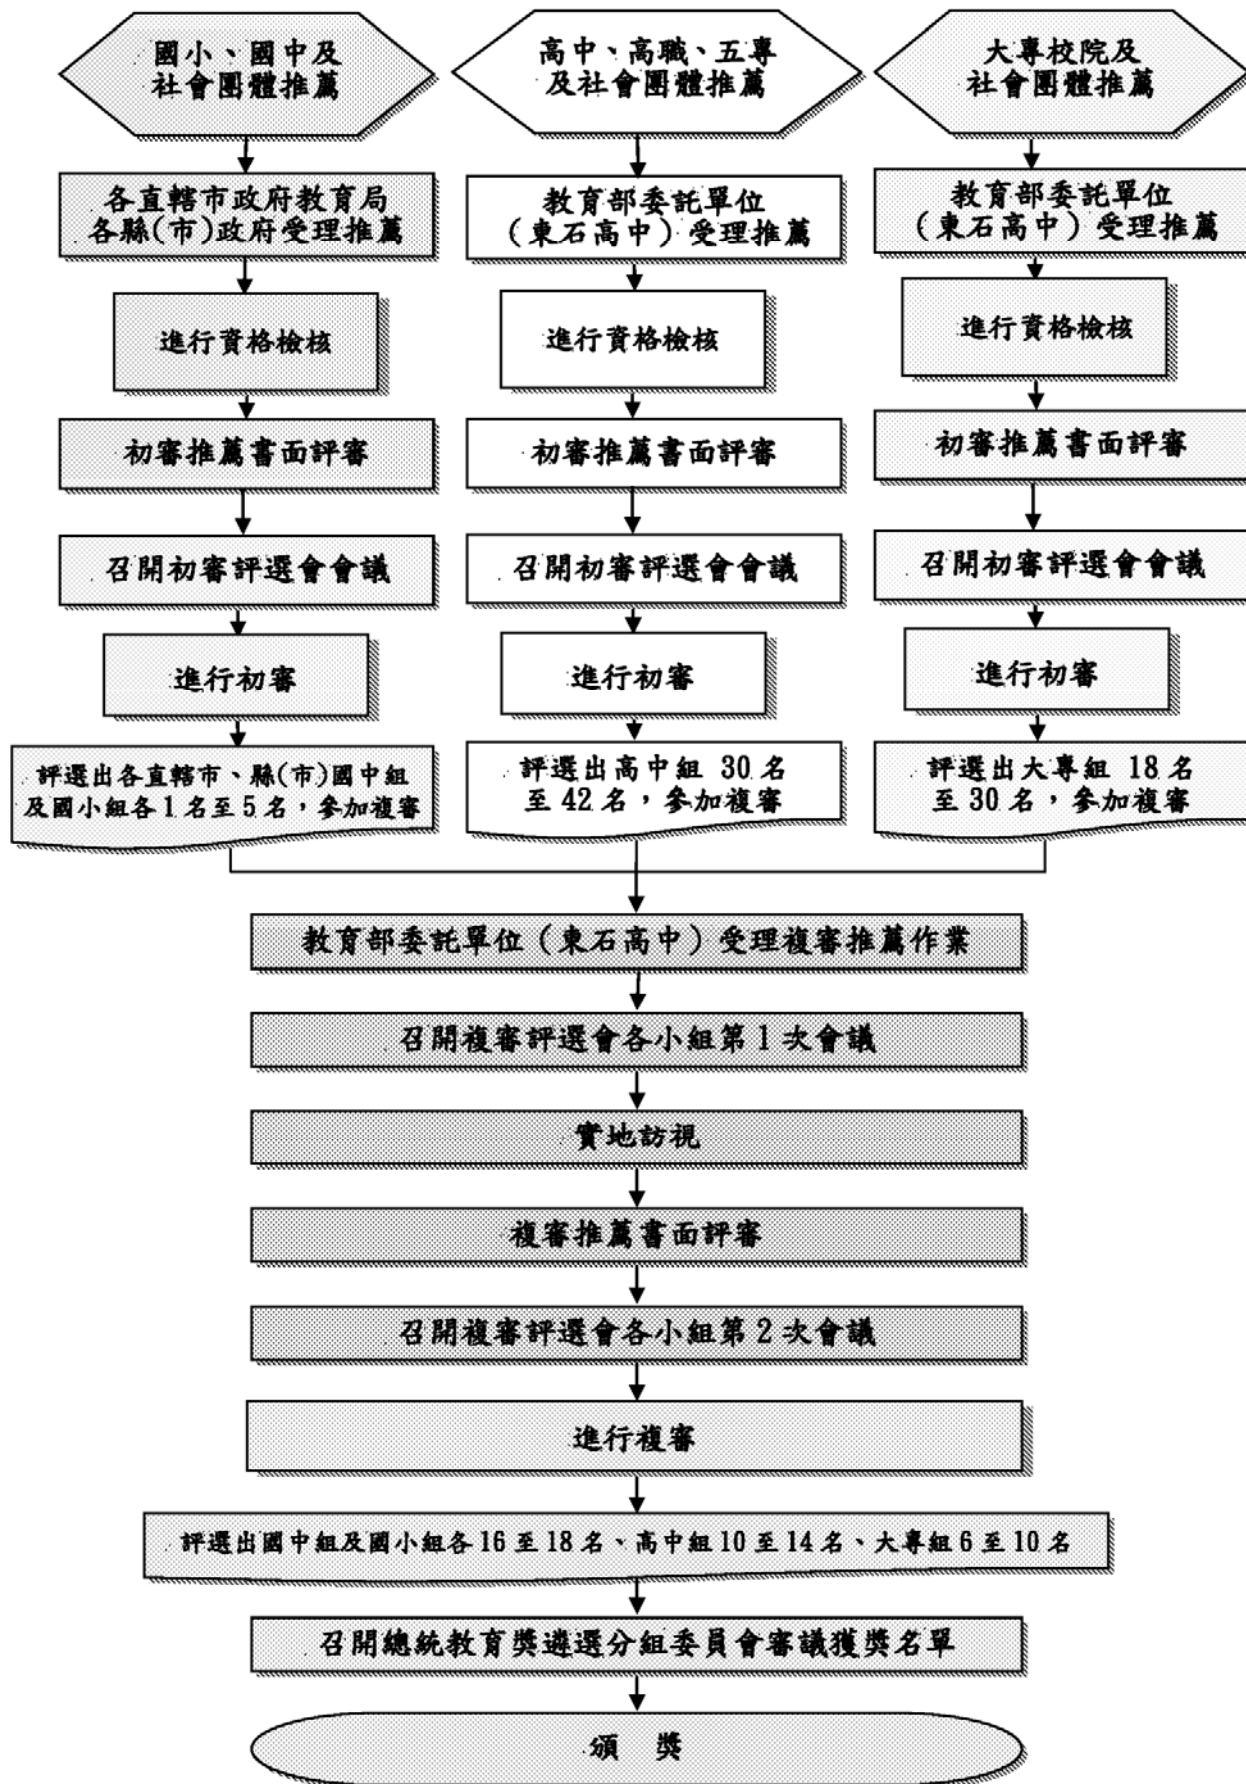 國小、國中及
社會團體推薦
各直轄市政府教育局
各縣(市)政府受理推薦
進行資格檢核
初審推薦書面評審
召開初審評選會會議
進行初審
評選出各直轄市、縣(市)國中組
及國小組各1名至5名，參加複審
高中、高職、五專
及社會團體推薦
教育部委託單位
（東石高中）受理推薦
進行資格檢核
初審推薦書面評審
召開初審評選會會議
進行初審
評選出高中組 30 名
至 42 名，參加複審
大專校院及
社會團體推薦
教育部委託單位
（東石高中）受理推薦
進行資格檢核
初審推薦書面評審
召開初審評選會會議
進行初審
評選出大專組 18 名
至 30 名，參加複審
教育部委託單位（東石高中）受理複審推薦作業
召開複審評選會各小組第 1 次會議
實地訪視
複審推薦書面評審
召開複審評選會各小組第 2 次會議
進行複審
評選出國中組及國小組各 16 至 18 名、高中組 10 至 14 名、大專組 6 至 10 名
召開總統教育獎遴選分組委員會審議獲獎名單
頒 獎